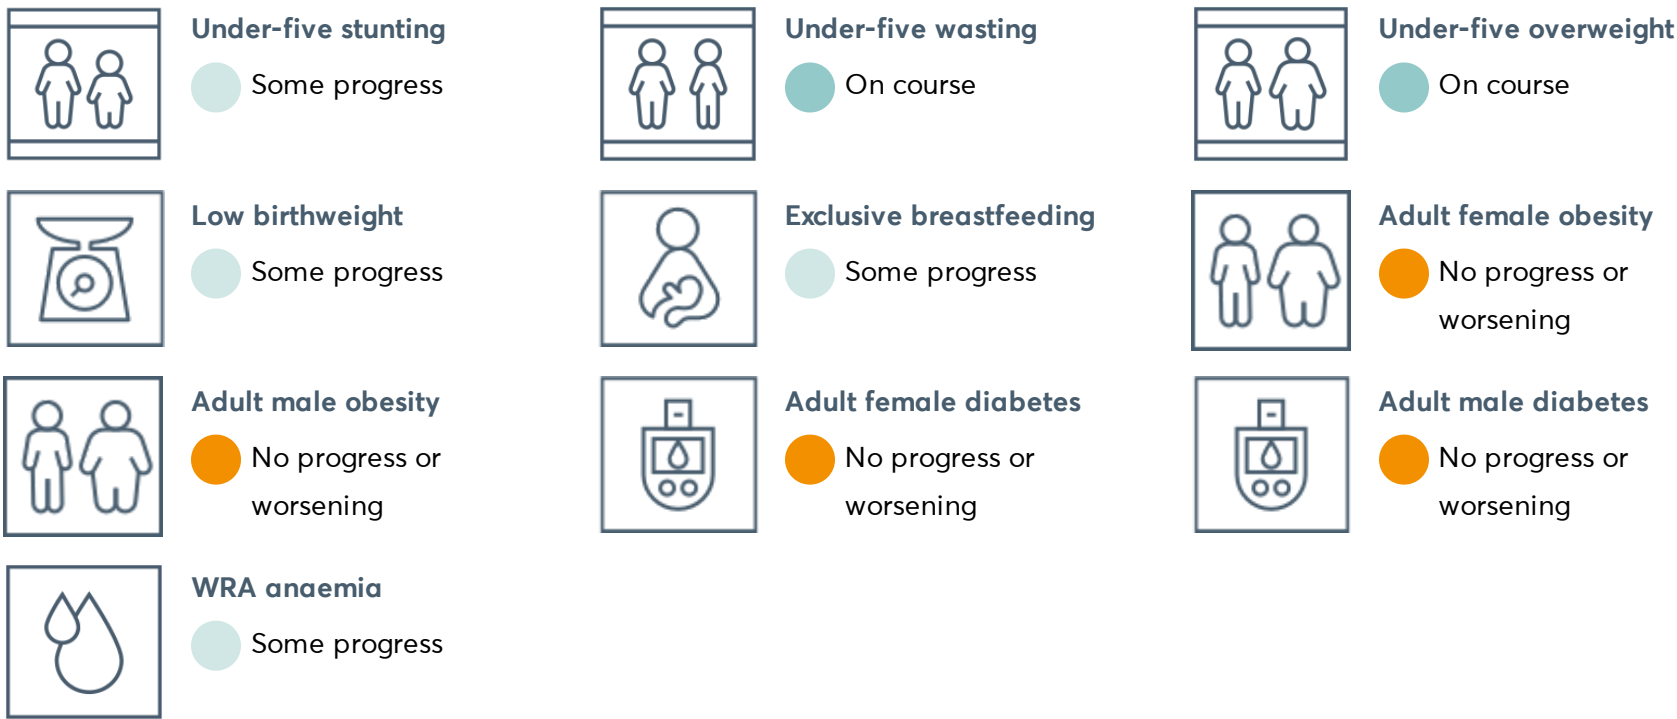 Under-five stunting
Some progress
Under-five wasting
On course
Under-five overweight
On course
Low birthweight
Some progress
Exclusive breastfeeding
Some progress
Adult female obesity
No progress or
worsening
Adult male obesity
No progress or
worsening
Adult female diabetes
No progress or
worsening
Adult male diabetes
No progress or
worsening
WRA anaemia
Some progress